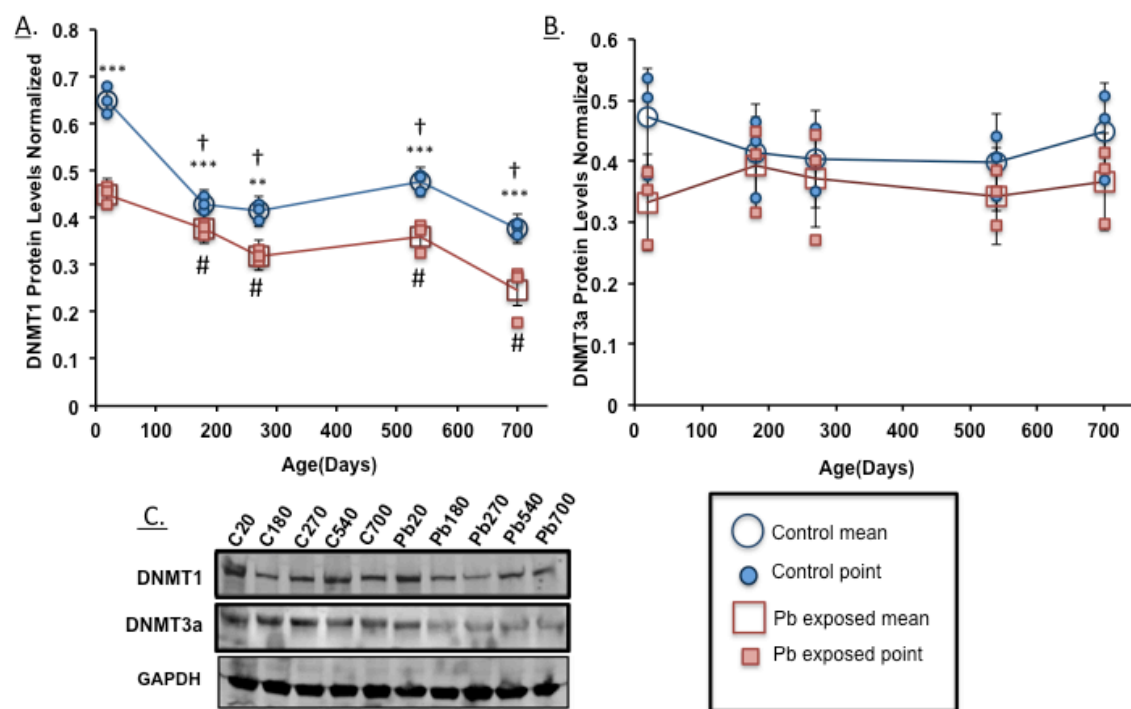 A.
DNMT1 Protein Levels Normalized
0.8
0.7
0.6
0.5
0.4
0.3
0.2
0.1
0
***
†
***
†
**
†
***
†
***
#
#
#
#
0 100 200 300 400 500 600 700
Age(Days)
B.
DNMT3a Protein Levels Normalized
0.6
0.5
0.4
0.3
0.2
0.1
0
0 100 200 300 400 500 600 700
Age(Days)
C.
C20 C180 C270 C540 C700 Pb20 Pb180 Pb270 Pb540 Pb700
DNMT1
DNMT3a
GAPDH
Control mean
Control point
Pb exposed mean
Pb exposed point